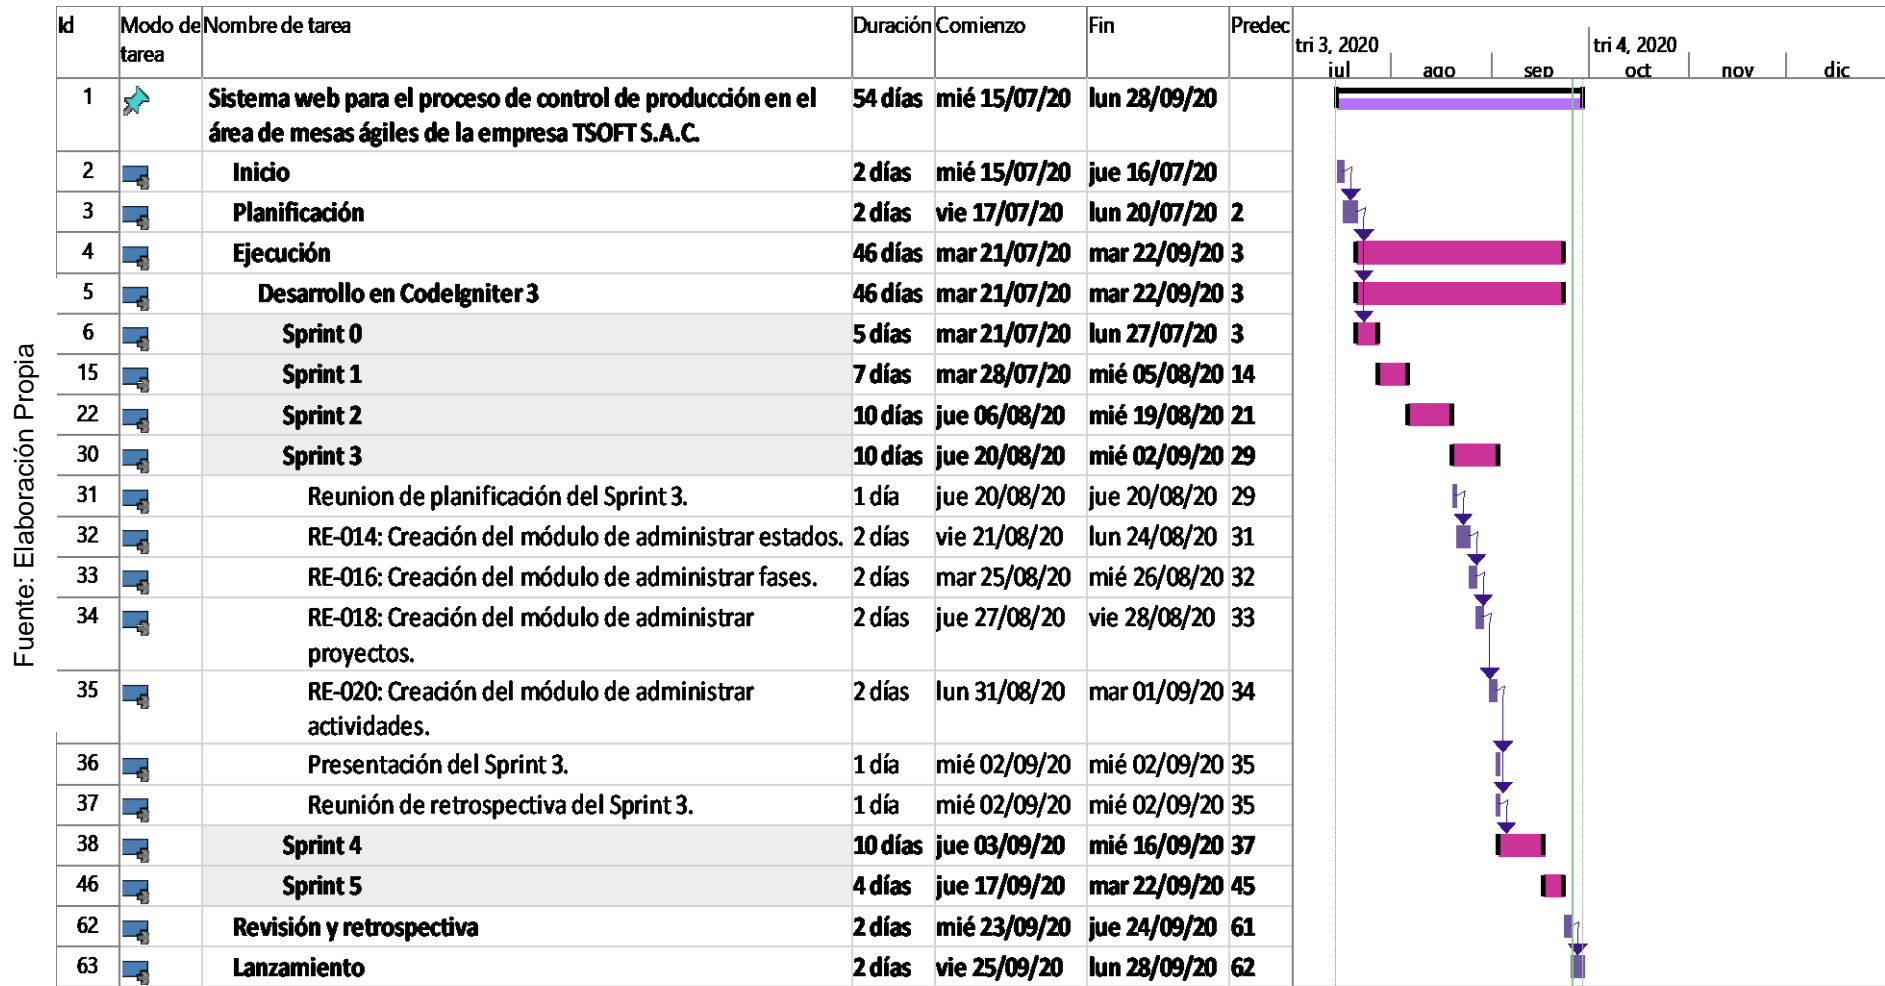 Fuente: Elaboración Propia
Id Modo de tarea Nombre de tarea Duración Comienzo Fin Predec
tri 3, 2020 tri 4, 2020
jul ago sep oct nov dic
1 Sistema web para el proceso de control de producción en el 54 días mié 15/07/20 lun 28/09/20
área de mesas ágiles de la empresa TSOFT S.A.C.
2 Inicio 2 días mié 15/07/20 jue 16/07/20
3 Planificación 2 días vie 17/07/20 lun 20/07/20 2
4 Ejecución 46 días mar 21/07/20 mar 22/09/20 3
5 Desarrollo en CodeIgniter 3 46 días mar 21/07/20 mar 22/09/20 3
6 Sprint 0 5 días mar 21/07/20 lun 27/07/20 3
15 Sprint 1 7 días mar 28/07/20 mié 05/08/20 14
22 Sprint 2 10 días jue 06/08/20 mié 19/08/20 21
30 Sprint 3 10 días jue 20/08/20 mié 02/09/20 29
31 Reunion de planificación del Sprint 3. 1 día jue 20/08/20 jue 20/08/20 29
32 RE-014: Creación del módulo de administrar estados. 2 días vie 21/08/20 lun 24/08/20 31
33 RE-016: Creación del módulo de administrar fases. 2 días mar 25/08/20 mié 26/08/20 32
34 RE-018: Creación del módulo de administrar 2 días jue 27/08/20 vie 28/08/20 33
proyectos.
35 RE-020: Creación del módulo de administrar 2 días lun 31/08/20 mar 01/09/20 34
actividades.
36 Presentación del Sprint 3. 1 día mié 02/09/20 mié 02/09/20 35
37 Reunión de retrospectiva del Sprint 3. 1 día mié 02/09/20 mié 02/09/20 35
38 Sprint 4 10 días jue 03/09/20 mié 16/09/20 37
46 Sprint 5 4 días jue 17/09/20 mar 22/09/20 45
62 Revisión y retrospectiva 2 días mié 23/09/20 jue 24/09/20 61
63 Lanzamiento 2 días vie 25/09/20 lun 28/09/20 62